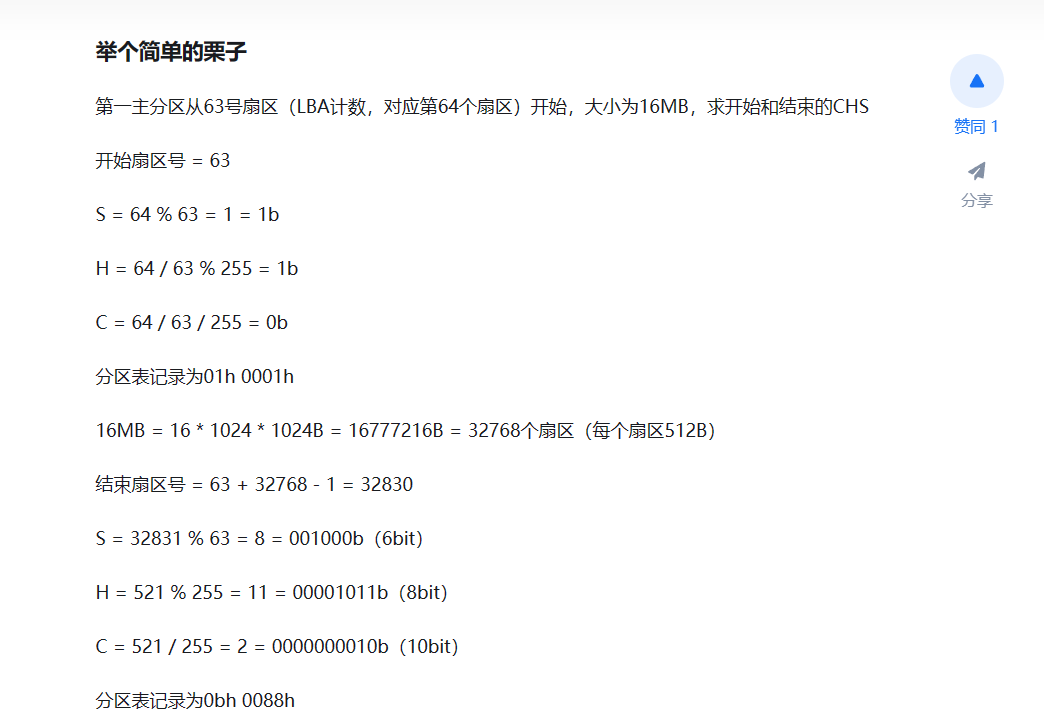 举个简单的栗子
第一主分区从63号扇区（LBA计数，对应第64个扇区）开始，大小为16MB，求开始和结束的CHS
赞同 1
开始扇区号 = 63
分享
S = 64 % 63 = 1 = 1b
H = 64 / 63 % 255 = 1b
C = 64 / 63 / 255 = 0b
分区表记录为01h 0001h
16MB = 16 * 1024 * 1024B = 16777216B = 32768个扇区（每个扇区512B）
结束扇区号 = 63 + 32768 - 1 = 32830
S = 32831 % 63 = 8 = 001000b（6bit）
H = 521 % 255 = 11 = 00001011b（8bit）
C = 521 / 255 = 2 = 0000000010b（10bit）
分区表记录为0bh 0088h